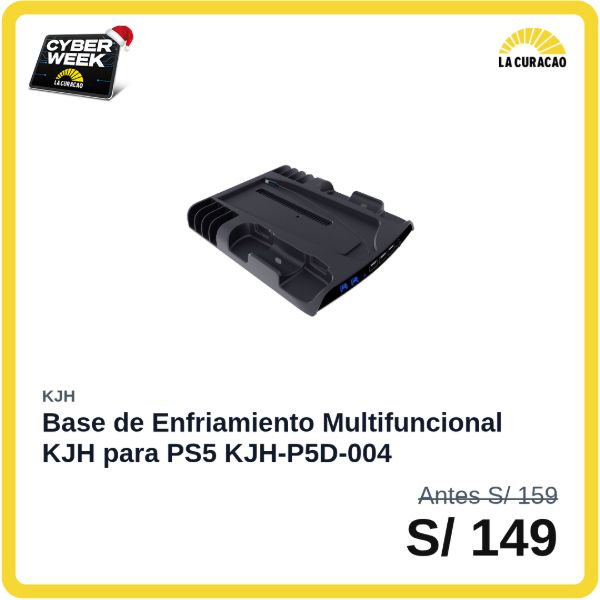 CYBER
WEEK
LA CURACAO
LA CURACAO
KJH
Base de Enfriamiento Multifuncional
KJH para PS5 KJH-P5D-004
Antes S/ 159
S/ 149